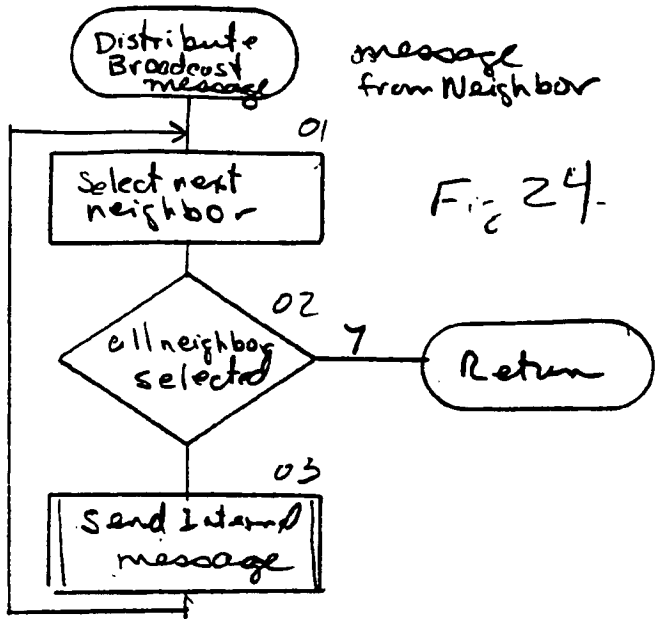 Distribute
Broadcast
message
message
from Neighbor
01
Select next
neighbor
Fig 24.
02
all neighbor
selected
Y
Return
03
Send Internal
message